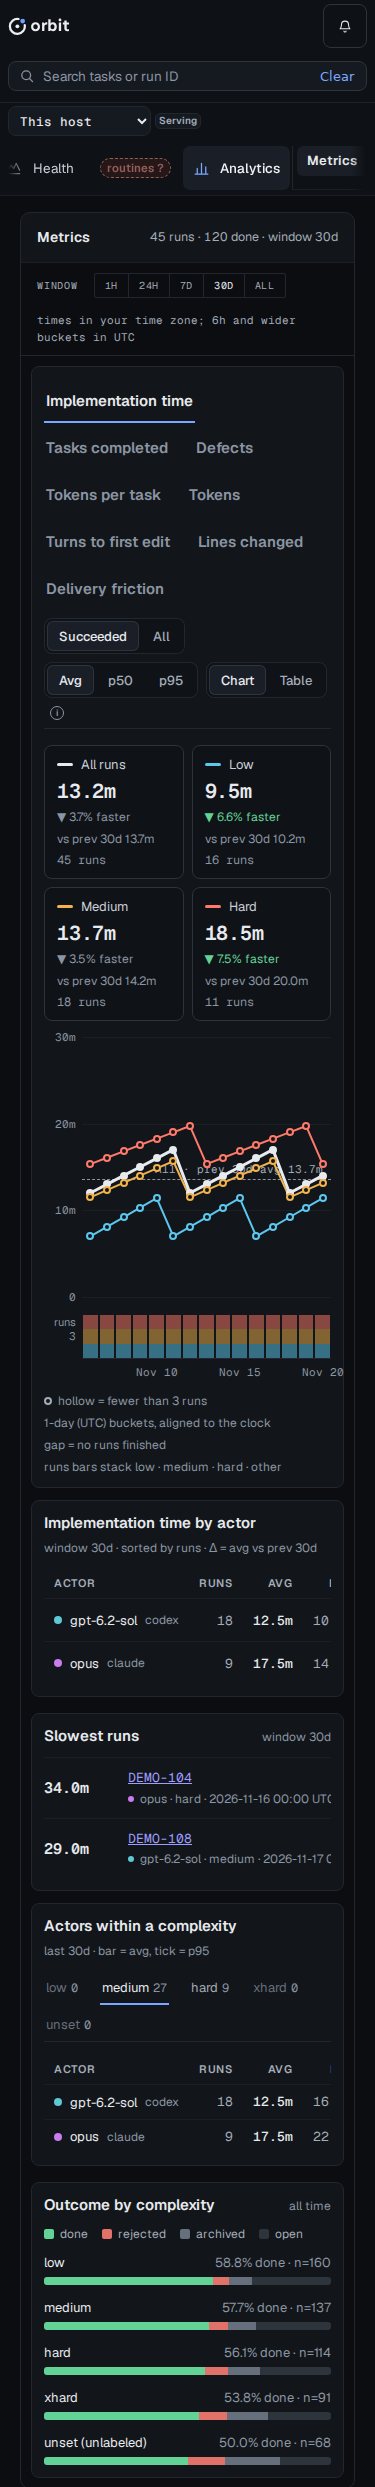 orbit
Search tasks or run ID Clear
This host Serving
Health routines ? Analytics Metrics
Metrics 45 runs · 120 done · window 30d
WINDOW 1H 24H 7D 30D ALL
times in your time zone; 6h and wider
buckets in UTC
Implementation time
Tasks completed Defects
Tokens per task Tokens
Turns to first edit Lines changed
Delivery friction
Succeeded All
Avg p50 p95 Chart Table
All runs
13.2m
▼ 3.7% faster
vs prev 30d 13.7m
45 runs
Low
9.5m
▼ 6.6% faster
vs prev 30d 10.2m
16 runs
Medium
13.7m
▼ 3.5% faster
vs prev 30d 14.2m
18 runs
Hard
18.5m
▼ 7.5% faster
vs prev 30d 20.0m
11 runs
30m
20m
prev 30d avg 13.7m
10m
0
runs
3
Nov 10 Nov 15 Nov 20
hollow = fewer than 3 runs
1-day (UTC) buckets, aligned to the clock
gap = no runs finished
runs bars stack low · medium · hard · other
Implementation time by actor
window 30d · sorted by runs · Δ = avg vs prev 30d
ACTOR RUNS AVG
gpt-6.2-sol codex 18 12.5m 10
opus claude 9 17.5m 14
Slowest runs window 30d
34.0m DEMO-104
opus · hard · 2026-11-16 00:00 UTC
29.0m DEMO-108
gpt-6.2-sol · medium · 2026-11-17 0
Actors within a complexity
last 30d · bar = avg, tick = p95
low 0 medium 27 hard 9 xhard 0
unset 0
ACTOR RUNS AVG
gpt-6.2-sol codex 18 12.5m 16
opus claude 9 17.5m 22
Outcome by complexity all time
done rejected archived open
low 58.8% done · n=160
medium 57.7% done · n=137
hard 56.1% done · n=114
xhard 53.8% done · n=91
unset (unlabeled) 50.0% done · n=68